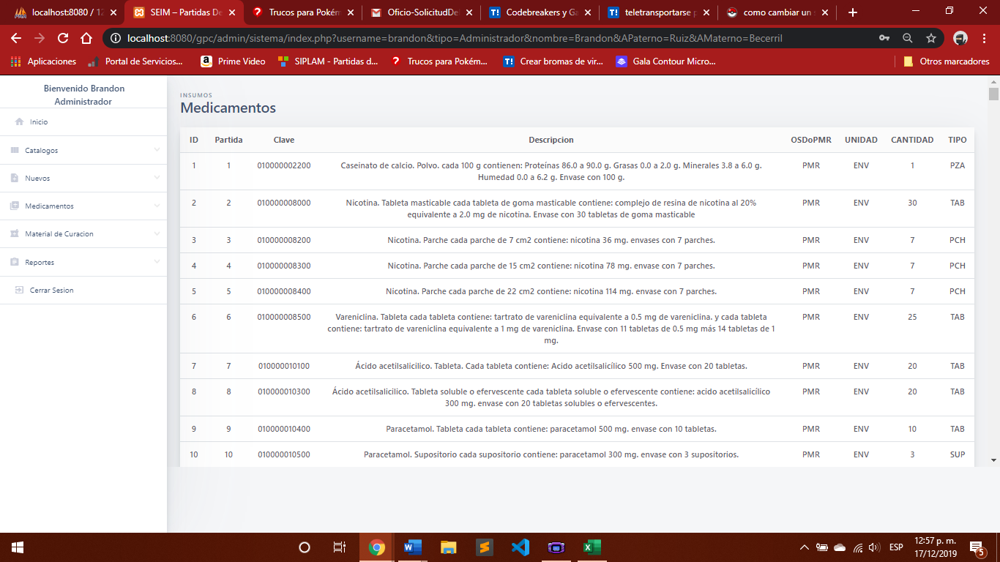 localhost:8080 / 12
SEIM – Partidas De
Trucos para Pokém
Oficio-SolicitudDe
Codebreakers y Ga
teletransportarse p
como cambiar un s
localhost:8080/gpc/admin/sistema/index.php?username=brandon&tipo=Administrador&nombre=Brandon&APaterno=Ruiz&AMaterno=Becerril
Aplicaciones
Portal de Servicios...
Prime Video
SIPLAM - Partidas d...
Trucos para Pokém...
Crear bromas de vir...
Gala Contour Micro...
Otros marcadores
Bienvenido Brandon
Administrador
Inicio
Catalogos
Nuevos
Medicamentos
Material de Curacion
Reportes
Cerrar Sesion
INSUMOS
Medicamentos
ID Partida Clave Descripcion OSDoPMR UNIDAD CANTIDAD TIPO
1 1 010000002200 Caseinato de calcio. Polvo. cada 100 g contienen: Proteínas 86.0 a 90.0 g. Grasas 0.0 a 2.0 g. Minerales 3.8 a 6.0 g. PMR ENV 1 PZA
Humedad 0.0 a 6.2 g. Envase con 100 g.
2 2 010000008000 Nicotina. Tableta masticable cada tableta de goma masticable contiene: complejo de resina de nicotina al 20% PMR ENV 30 TAB
equivalente a 2.0 mg de nicotina. Envase con 30 tabletas de goma masticable
3 3 010000008200 Nicotina. Parche cada parche de 7 cm2 contiene: nicotina 36 mg. envases con 7 parches. PMR ENV 7 PCH
4 4 010000008300 Nicotina. Parche cada parche de 15 cm2 contiene: nicotina 78 mg. envase con 7 parches. PMR ENV 7 PCH
5 5 010000008400 Nicotina. Parche cada parche de 22 cm2 contiene: nicotina 114 mg. envase con 7 parches. PMR ENV 7 PCH
6 6 010000008500 Vareniclina. Tableta cada tableta contiene: tartrato de vareniclina equivalente a 0.5 mg de vareniclina. y cada tableta PMR ENV 25 TAB
contiene: tartrato de vareniclina equivalente a 1 mg de vareniclina. Envase con 11 tabletas de 0.5 mg más 14 tabletas de 1
mg.
7 7 010000010100 Ácido acetilsalicilico. Tableta. Cada tableta contiene: Acido acetilsalicílico 500 mg. Envase con 20 tabletas. PMR ENV 20 TAB
8 8 010000010300 Ácido acetilsalicilico. Tableta soluble o efervescente cada tableta soluble o efervescente contiene: acido acetilsalicílico PMR ENV 20 TAB
300 mg. envase con 20 tabletas solubles o efervescentes.
9 9 010000010400 Paracetamol. Tableta cada tableta contiene: paracetamol 500 mg. envase con 10 tabletas. PMR ENV 10 TAB
10 10 010000010500 Paracetamol. Supositorio cada supositorio contiene: paracetamol 300 mg. envase con 3 supositorios. PMR ENV 3 SUP
ESP
12:57 p. m.
17/12/2019
5